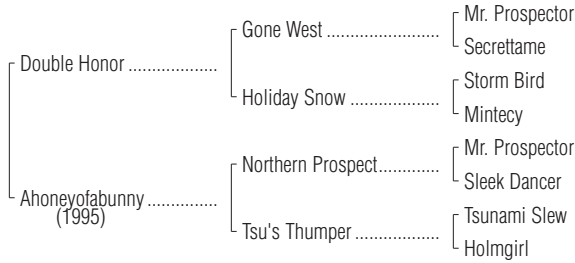 Mr. Prospector
Gone West ..........................
Secrettame
Double Honor ..................
Storm Bird
Holiday Snow .....................
Mintecy
Mr. Prospector
Northern Prospect..............
Sleek Dancer
Ahoneyofabunny ..............
(1995)
Tsunami Slew
Tsu's Thumper ...................
Holmgirl